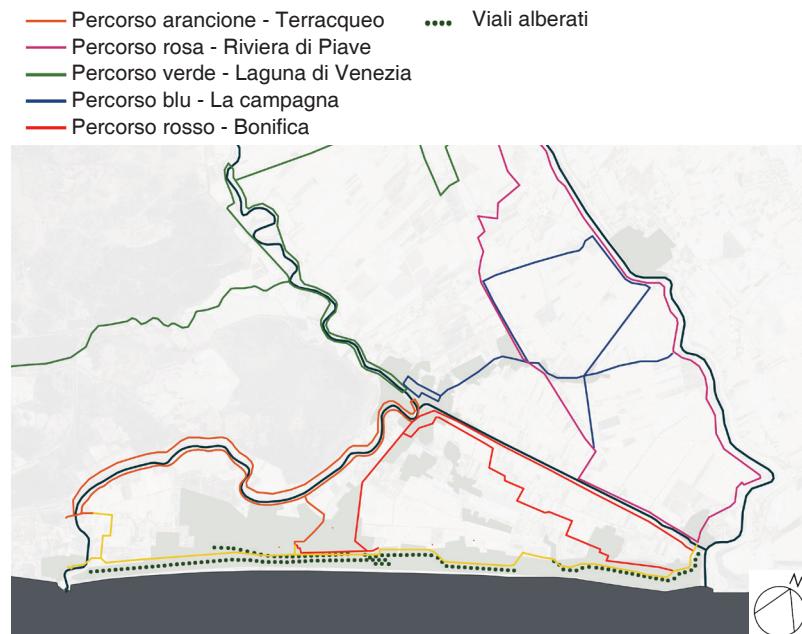 Percorso arancione - Terracqueo
Viali alberati
Percorso rosa - Riviera di Piave
Percorso verde - Laguna di Venezia
Percorso blu - La campagna
Percorso rosso - Bonifica
N